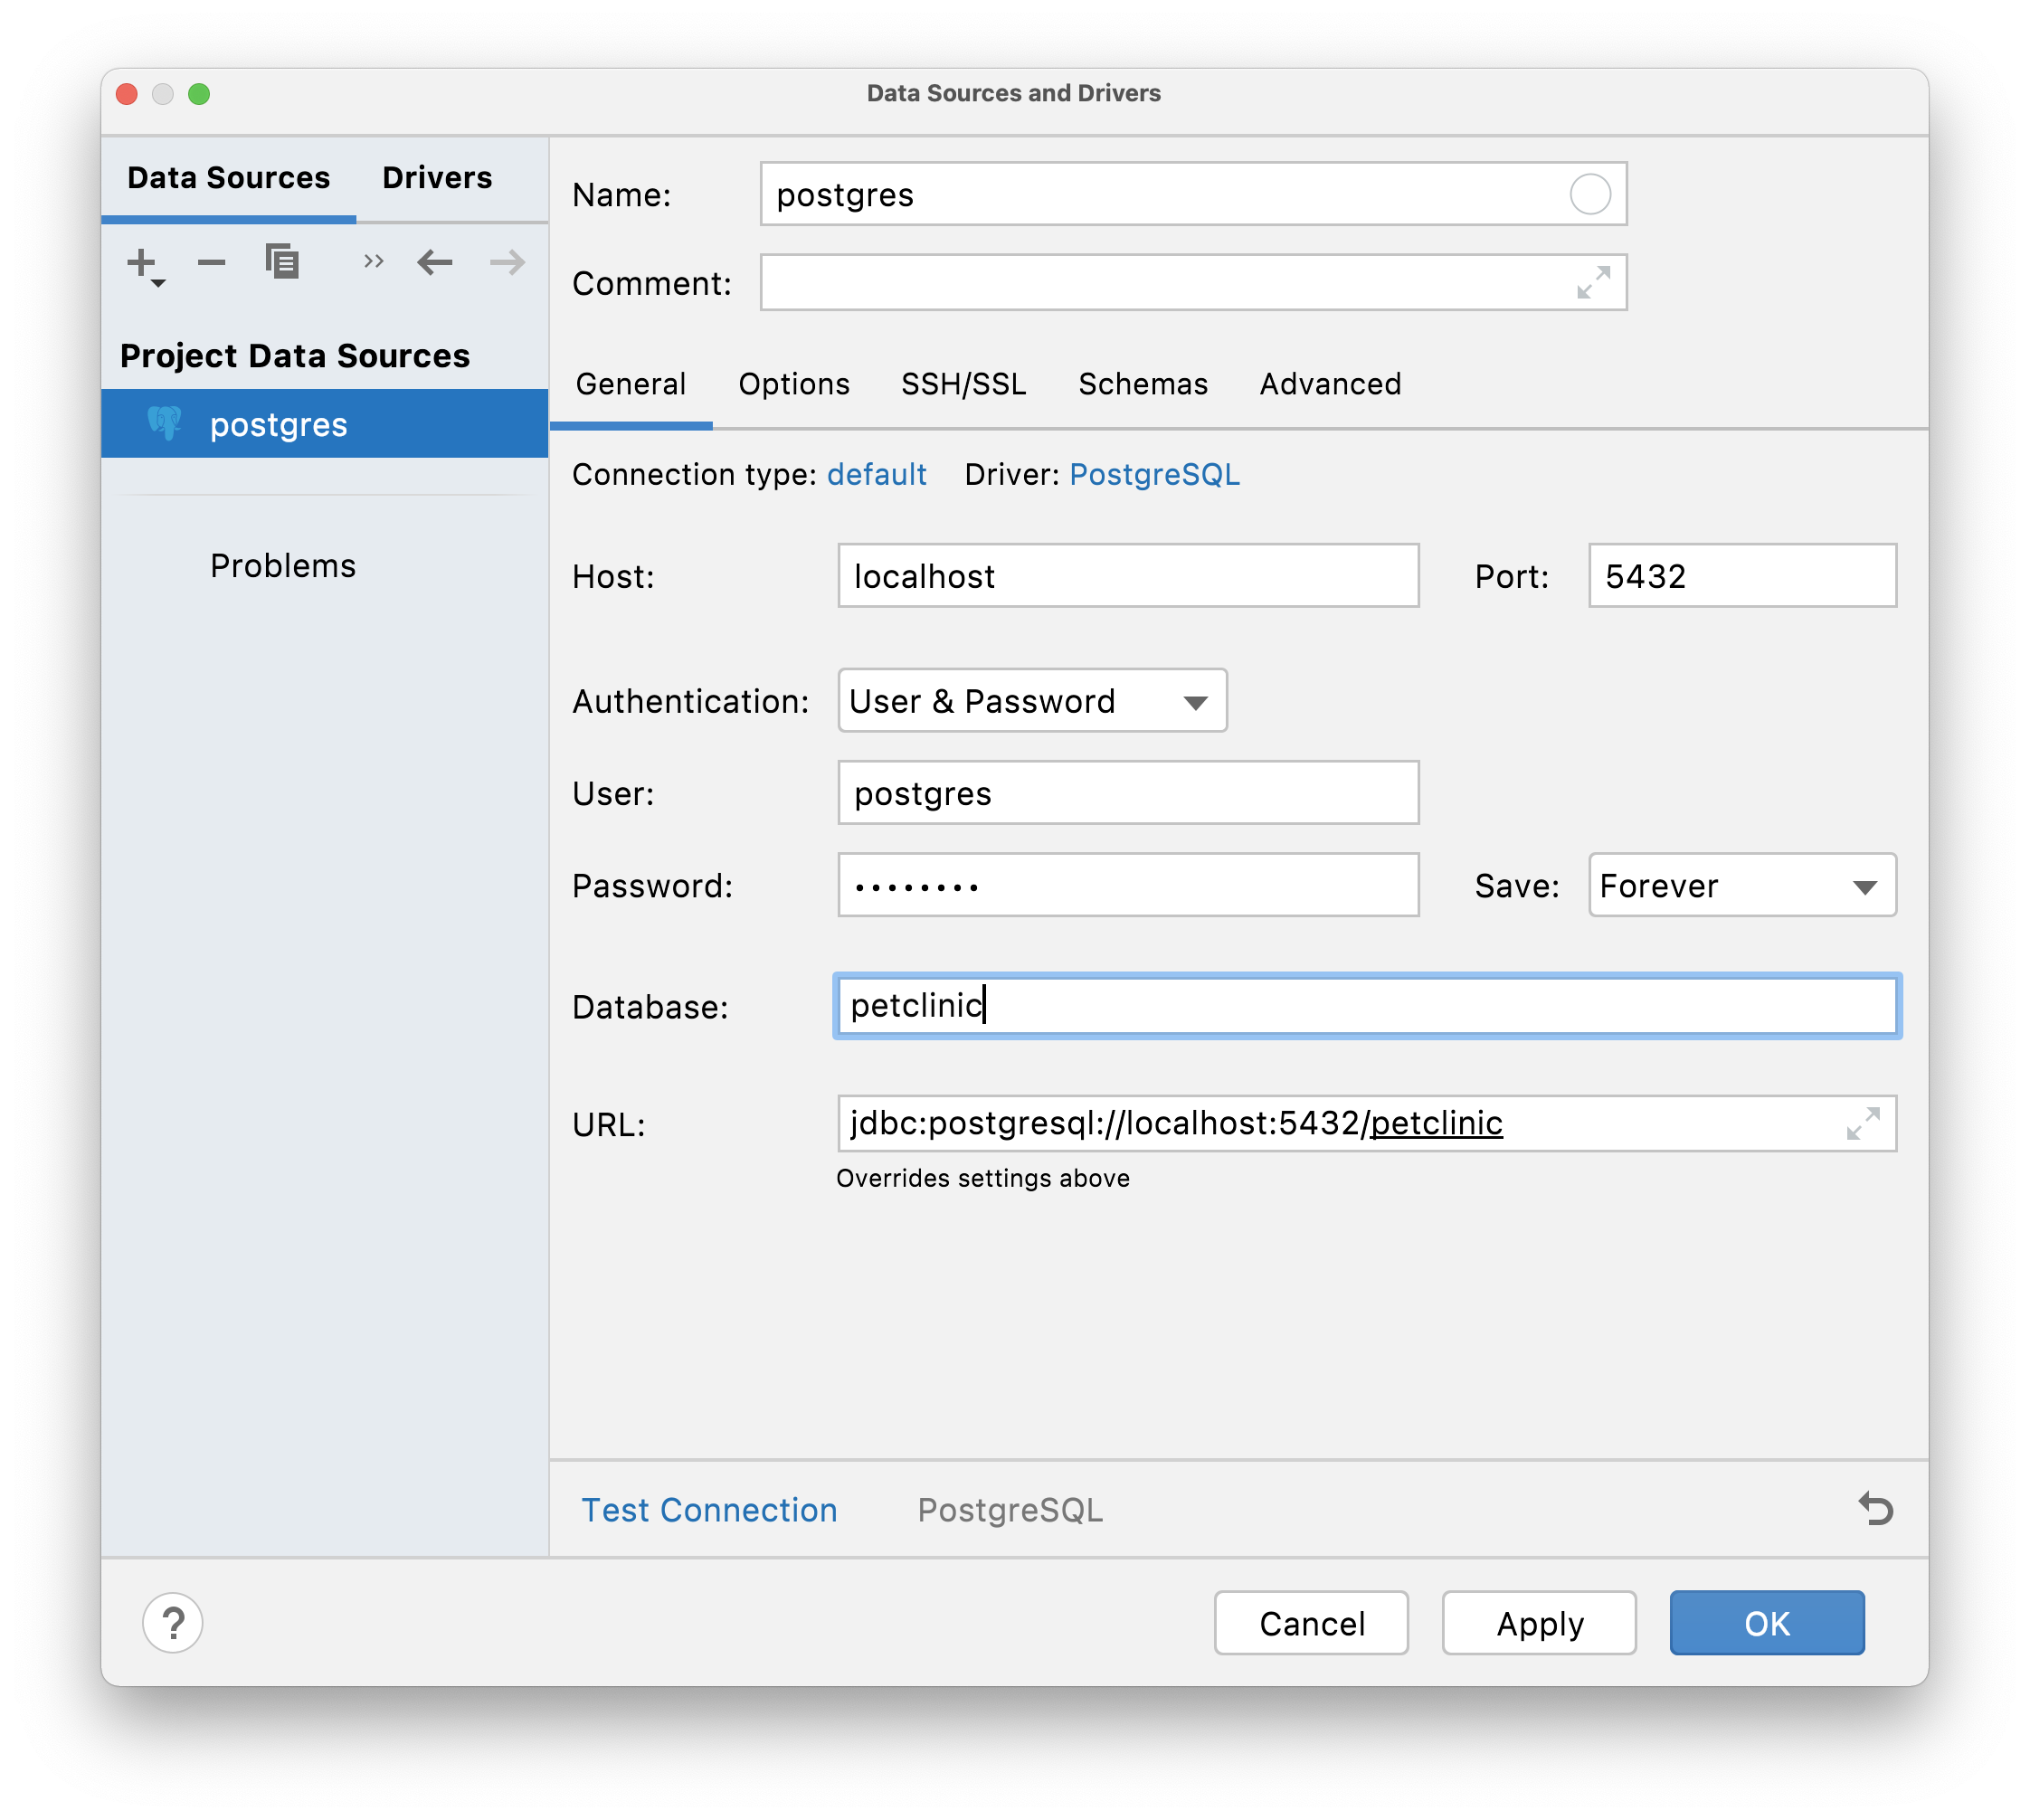 Data Sources and Drivers
Data Sources Drivers
Project Data Sources
postgres
Problems
Name: postgres
Comment:
General Options SSH/SSL Schemas Advanced
Connection type: default Driver: PostgreSQL
Host: localhost Port: 5432
Authentication: User & Password
User: postgres
Password: •••••••• Save: Forever
Database: petclinic
URL: jdbc:postgresql://localhost:5432/petclinic
Overrides settings above
Test Connection PostgreSQL
? Cancel Apply OK